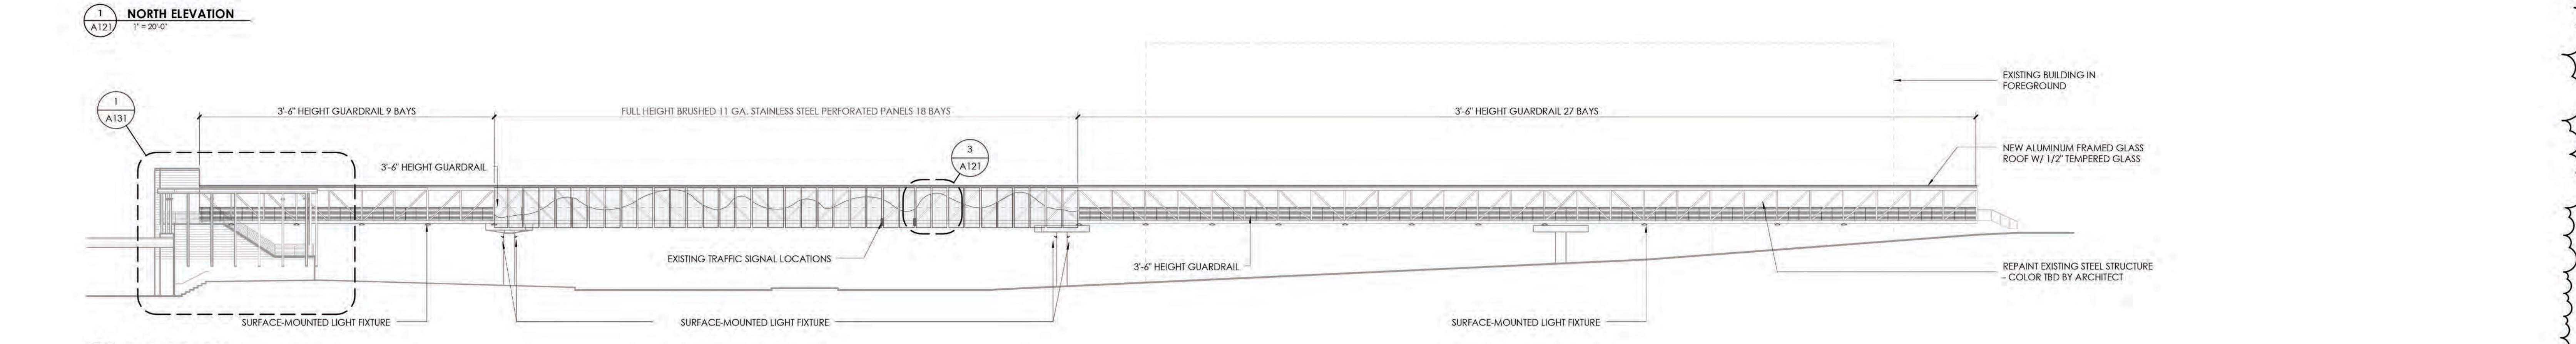 1
A121
NORTH ELEVATION
1" = 20'-0"
EXISTING BUILDING IN
FOREGROUND
1
A131
3'-6" HEIGHT GUARDRAIL 9 BAYS
FULL HEIGHT BRUSHED 11 GA. STAINLESS STEEL PERFORATED PANELS 18 BAYS
3'-6" HEIGHT GUARDRAIL 27 BAYS
3
A121
3'-6" HEIGHT GUARDRAIL
NEW ALUMINUM FRAMED GLASS
ROOF W/ 1/2" TEMPERED GLASS
EXISTING TRAFFIC SIGNAL LOCATIONS
3'-6" HEIGHT GUARDRAIL
REPAINT EXISTING STEEL STRUCTURE
- COLOR TBD BY ARCHITECT
SURFACE-MOUNTED LIGHT FIXTURE
SURFACE-MOUNTED LIGHT FIXTURE
SURFACE-MOUNTED LIGHT FIXTURE